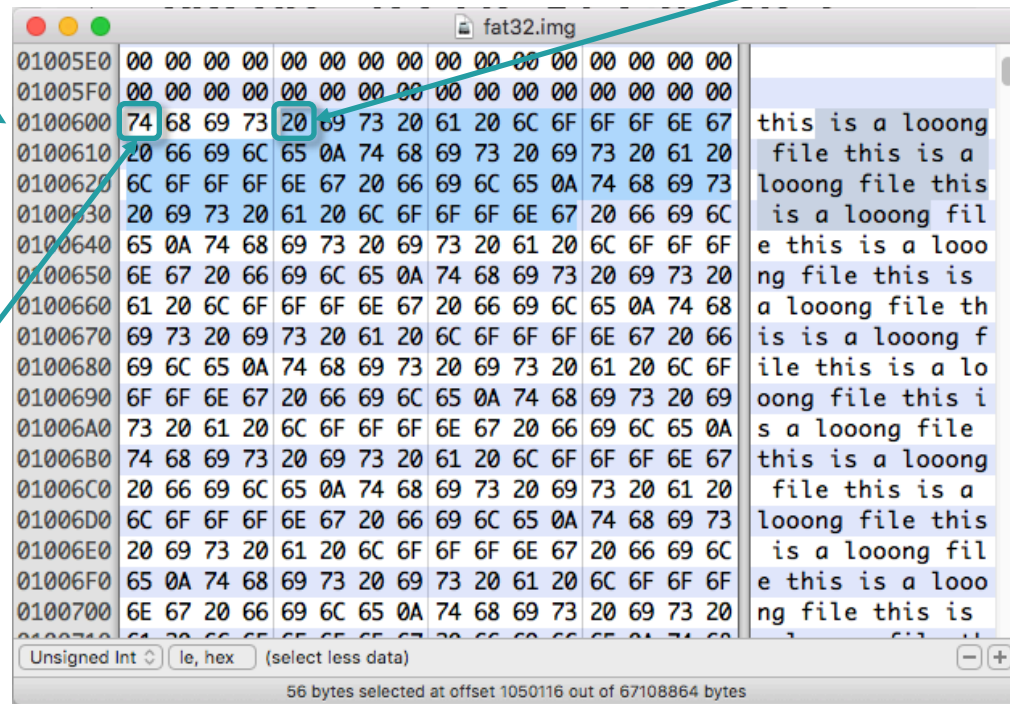 fat32.img
01005E0 00 00 00 00 00 00 00 00 00 00 00 00 00 00 00 00
01005F0 00 00 00 00 00 00 00 00 00 00 00 00 00 00 00 00
0100600 74 68 69 73 20 69 73 20 61 20 6C 6F 6F 6F 6E 67 this is a looong
0100610 20 66 69 6C 65 0A 74 68 69 73 20 69 73 20 61 20 file this is a
0100620 6C 6F 6F 6F 6E 67 20 66 69 6C 65 0A 74 68 69 73 looong file this
0100630 20 69 73 20 61 20 6C 6F 6F 6F 6E 67 20 66 69 6C is a looong fil
0100640 65 0A 74 68 69 73 20 69 73 20 61 20 6C 6F 6F 6F e this is a looo
0100650 6E 67 20 66 69 6C 65 0A 74 68 69 73 20 69 73 20 ng file this is
0100660 61 20 6C 6F 6F 6F 6E 67 20 66 69 6C 65 0A 74 68 a looong file th
0100670 69 73 20 69 73 20 61 20 6C 6F 6F 6F 6E 67 20 66 is is a looong f
0100680 69 6C 65 0A 74 68 69 73 20 69 73 20 61 20 6C 6F ile this is a lo
0100690 6F 6F 6E 67 20 66 69 6C 65 0A 74 68 69 73 20 69 oong file this i
01006A0 73 20 61 20 6C 6F 6F 6F 6E 67 20 66 69 6C 65 0A s a looong file
01006B0 74 68 69 73 20 69 73 20 61 20 6C 6F 6F 6F 6E 67 this is a looong
01006C0 20 66 69 6C 65 0A 74 68 69 73 20 69 73 20 61 20 file this is a
01006D0 6C 6F 6F 6F 6E 67 20 66 69 6C 65 0A 74 68 69 73 looong file this
01006E0 20 69 73 20 61 20 6C 6F 6F 6F 6E 67 20 66 69 6C is a looong fil
01006F0 65 0A 74 68 69 73 20 69 73 20 61 20 6C 6F 6F 6F e this is a looo
0100700 6E 67 20 66 69 6C 65 0A 74 68 69 73 20 69 73 20 ng file this is
Unsigned Int le, hex (select less data)
56 bytes selected at offset 1050116 out of 67108864 bytes